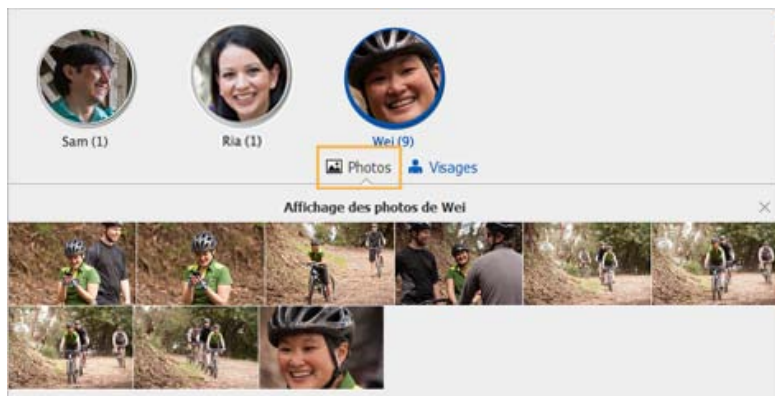 Sam (1) Ria (1) Wei (9)
Photos Visages
Affichage des photos de Wei